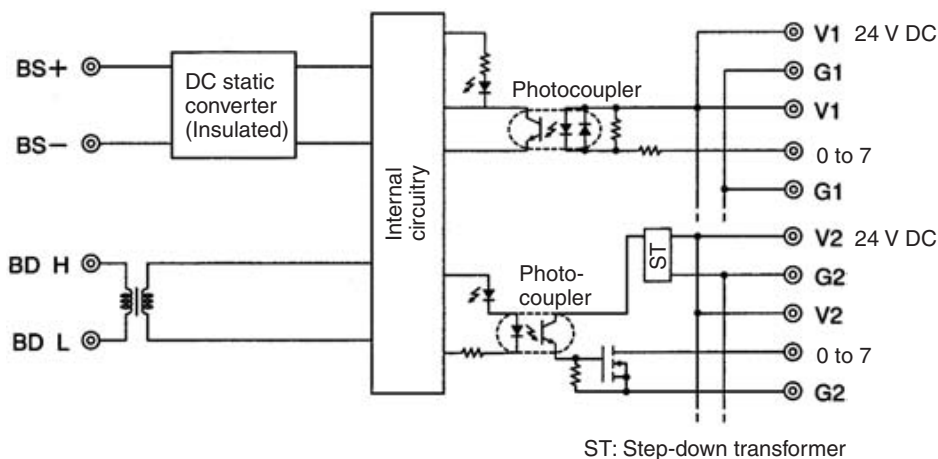 BS+
BS−
BD H
BD L
DC static
converter
(Insulated)
Internal
circuitry
Photocoupler
Photo-
coupler
ST
V1 24 V DC
G1
V1
0 to 7
G1
V2 24 V DC
G2
V2
0 to 7
G2
ST: Step-down transformer